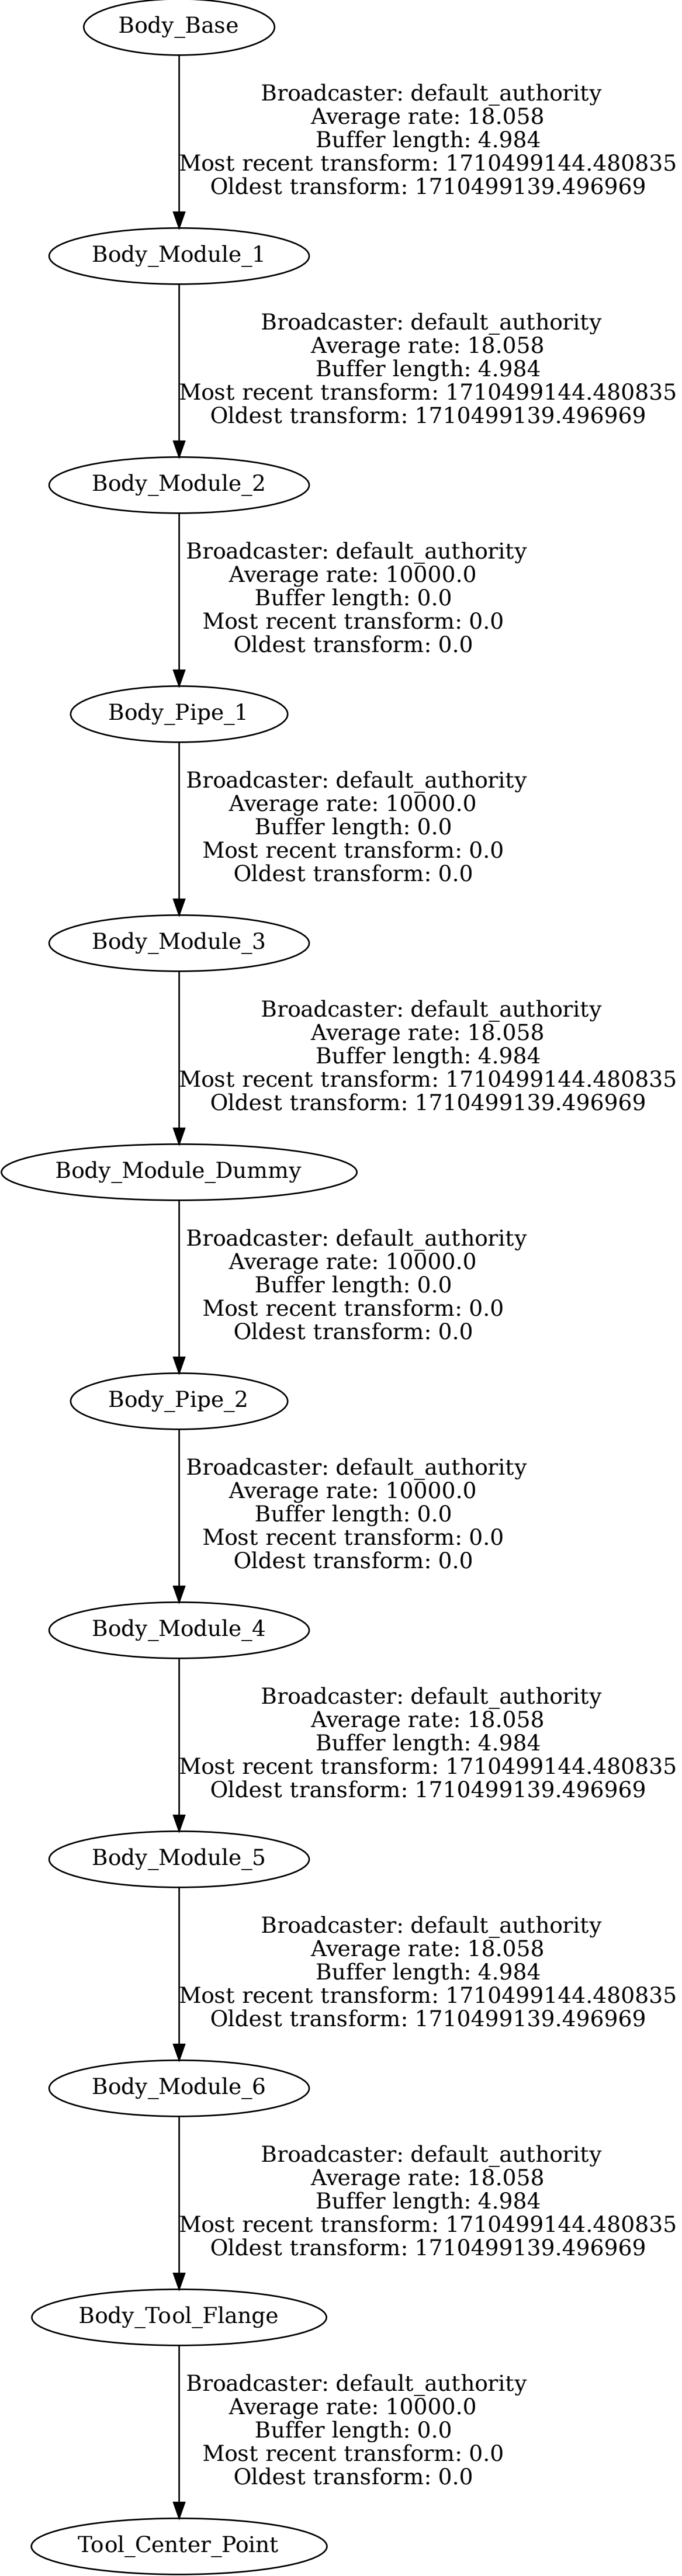 Body_Base
Broadcaster: default_authority
Average rate: 18.058
Buffer length: 4.984
Most recent transform: 1710499144.480835
Oldest transform: 1710499139.496969
Body_Module_1
Broadcaster: default_authority
Average rate: 18.058
Buffer length: 4.984
Most recent transform: 1710499144.480835
Oldest transform: 1710499139.496969
Body_Module_2
Broadcaster: default_authority
Average rate: 10000.0
Buffer length: 0.0
Most recent transform: 0.0
Oldest transform: 0.0
Body_Pipe_1
Broadcaster: default_authority
Average rate: 10000.0
Buffer length: 0.0
Most recent transform: 0.0
Oldest transform: 0.0
Body_Module_3
Broadcaster: default_authority
Average rate: 18.058
Buffer length: 4.984
Most recent transform: 1710499144.480835
Oldest transform: 1710499139.496969
Body_Module_Dummy
Broadcaster: default_authority
Average rate: 10000.0
Buffer length: 0.0
Most recent transform: 0.0
Oldest transform: 0.0
Body_Pipe_2
Broadcaster: default_authority
Average rate: 10000.0
Buffer length: 0.0
Most recent transform: 0.0
Oldest transform: 0.0
Body_Module_4
Broadcaster: default_authority
Average rate: 18.058
Buffer length: 4.984
Most recent transform: 1710499144.480835
Oldest transform: 1710499139.496969
Body_Module_5
Broadcaster: default_authority
Average rate: 18.058
Buffer length: 4.984
Most recent transform: 1710499144.480835
Oldest transform: 1710499139.496969
Body_Module_6
Broadcaster: default_authority
Average rate: 18.058
Buffer length: 4.984
Most recent transform: 1710499144.480835
Oldest transform: 1710499139.496969
Body_Tool_Flange
Broadcaster: default_authority
Average rate: 10000.0
Buffer length: 0.0
Most recent transform: 0.0
Oldest transform: 0.0
Tool_Center_Point